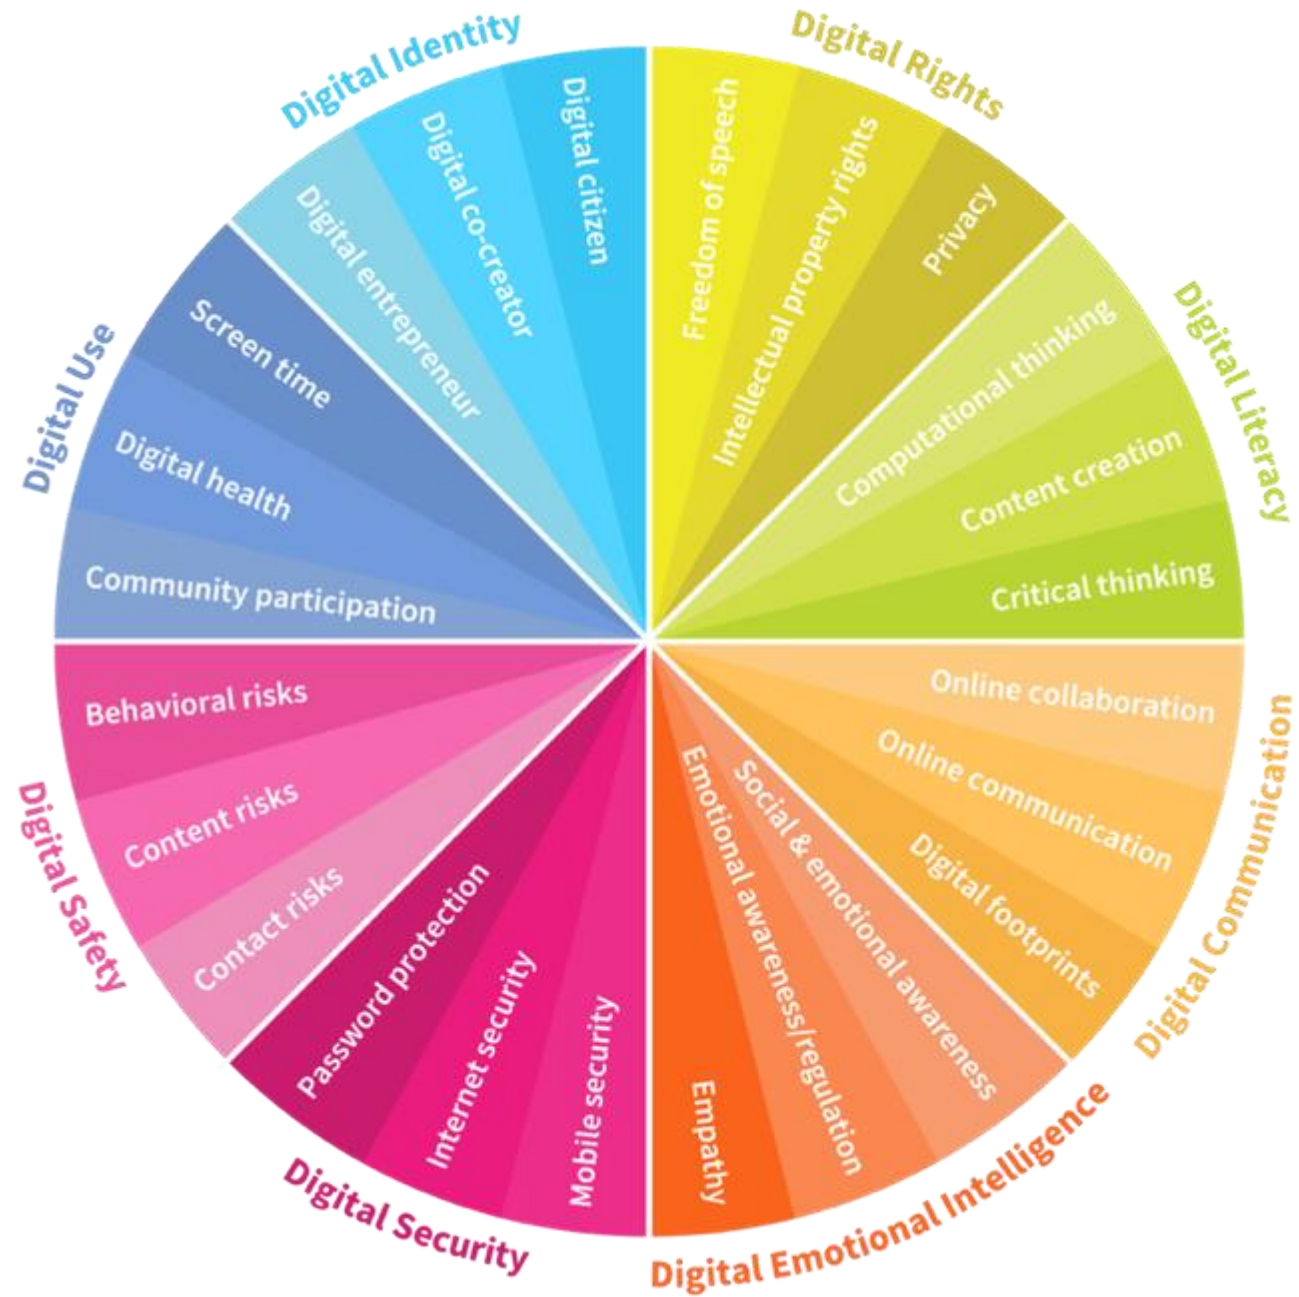 Digital Identity
Digital citizen
Digital co-creator
Digital entrepreneur
Digital Rights
Freedom of speech
Intellectual property rights
Privacy
Digital Literacy
Computational thinking
Content creation
Critical thinking
Digital Communication
Online collaboration
Online communication
Digital footprints
Digital Emotional Intelligence
Social & emotional awareness
Emotional awareness/regulation
Empathy
Digital Security
Mobile security
Internet security
Password protection
Digital Safety
Contact risks
Content risks
Behavioral risks
Digital Use
Community participation
Digital health
Screen time